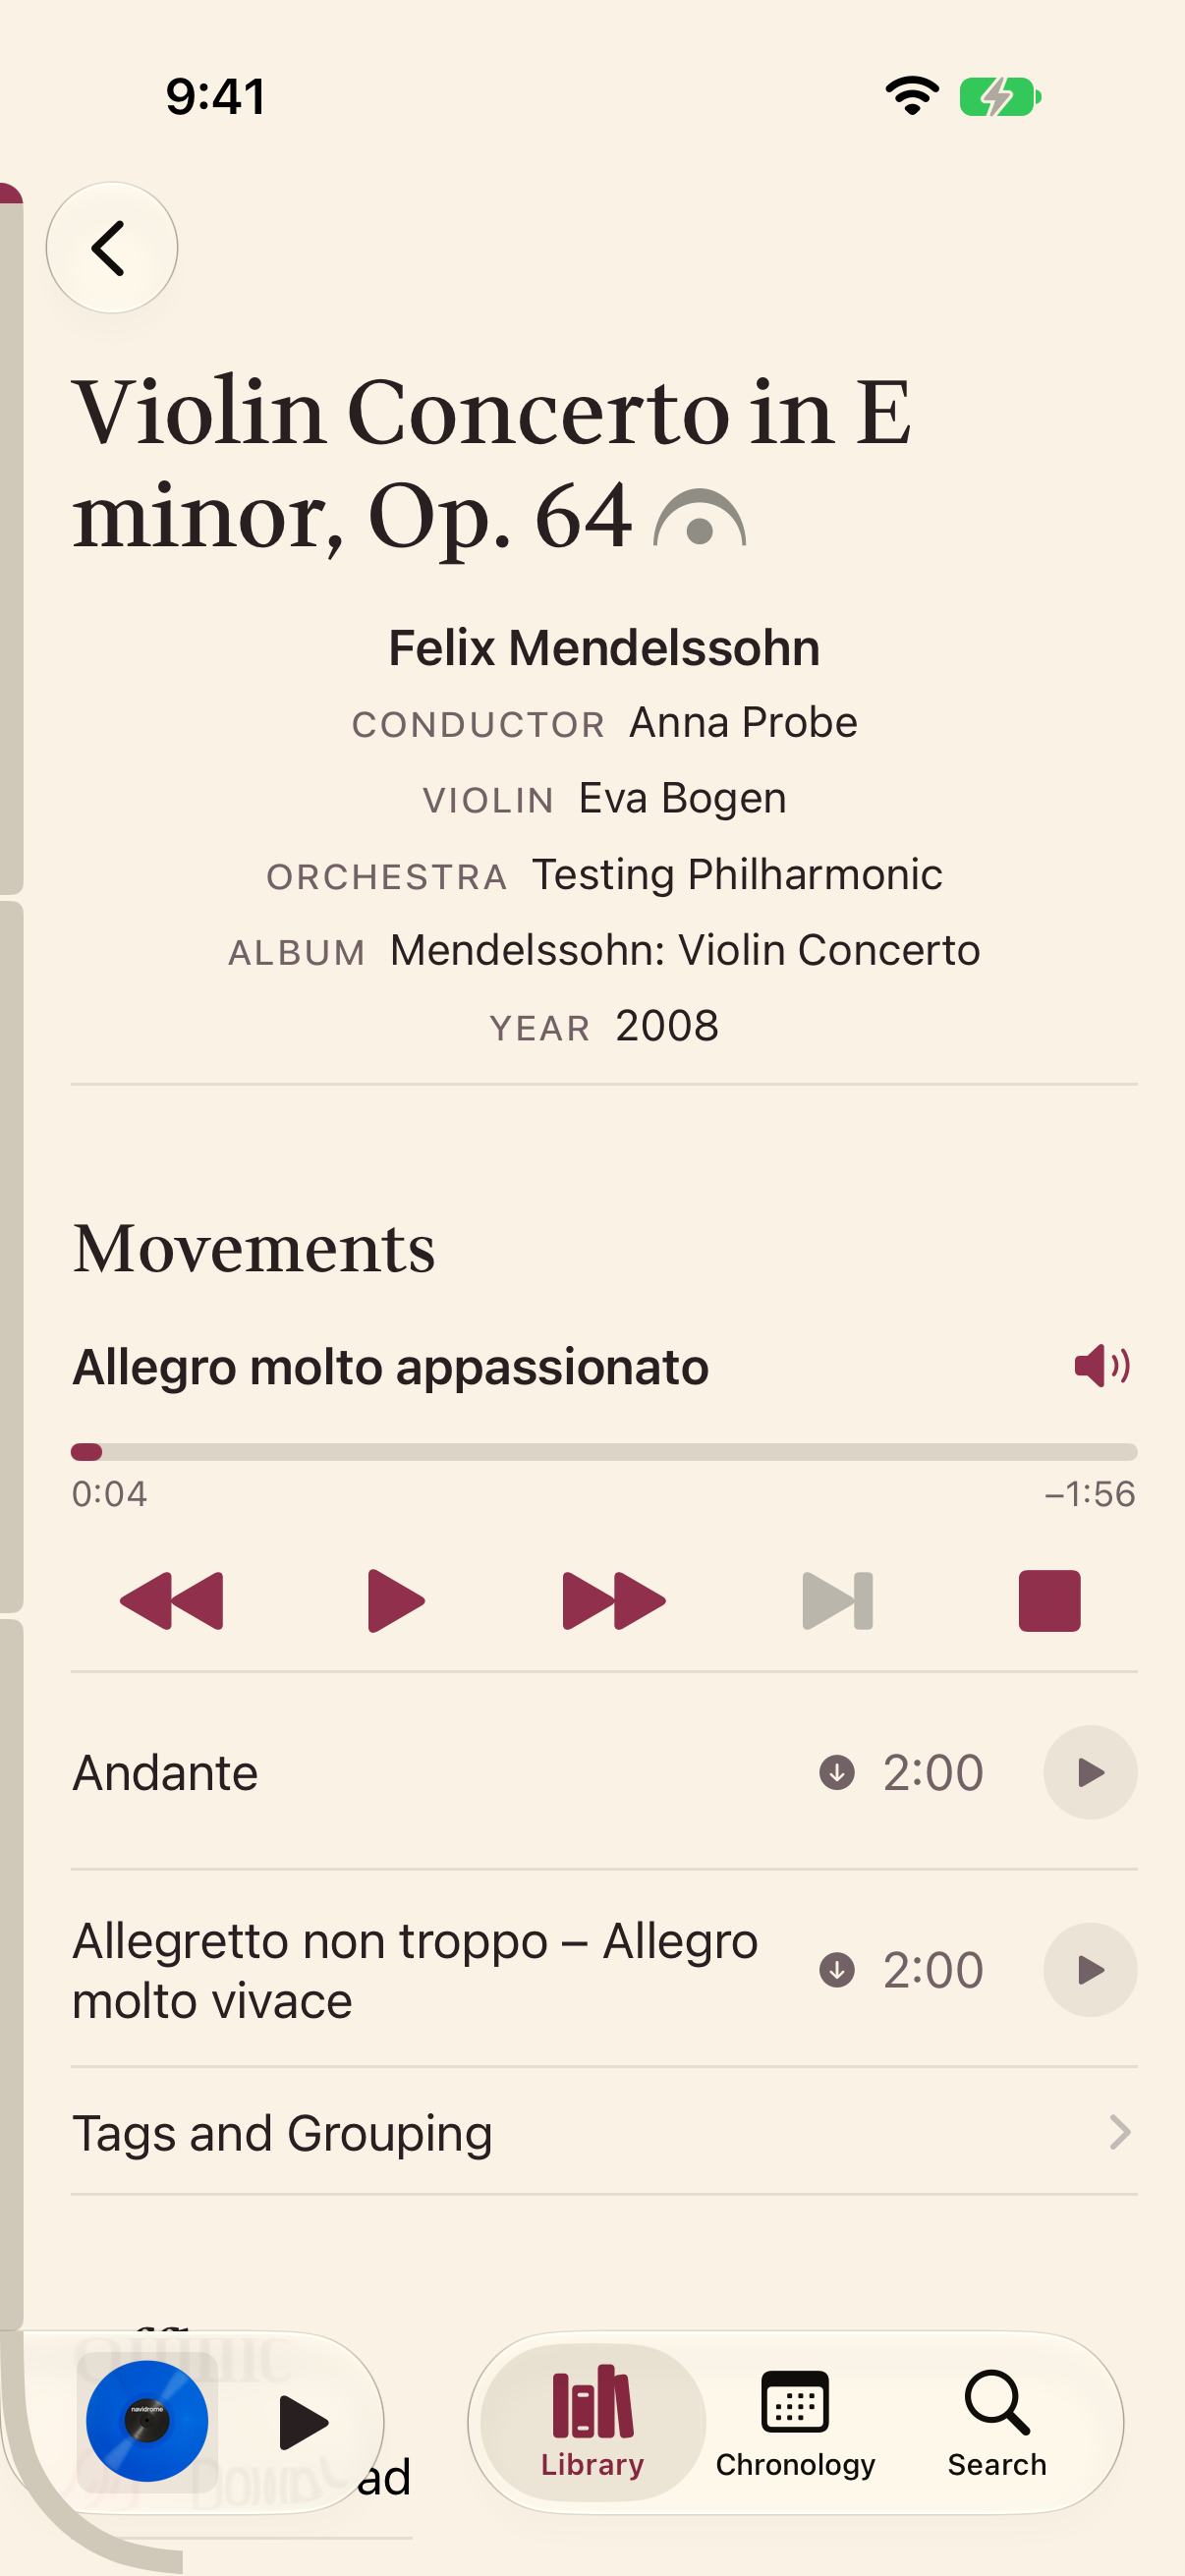 9:41
Violin Concerto in E
minor, Op. 64
Felix Mendelssohn
CONDUCTOR Anna Probe
VIOLIN Eva Bogen
ORCHESTRA Testing Philharmonic
ALBUM Mendelssohn: Violin Concerto
YEAR 2008
Movements
Allegro molto appassionato
0:04 –1:56
Andante 2:00
Allegretto non troppo – Allegro
molto vivace 2:00
Tags and Grouping
navidrome
Library Chronology Search